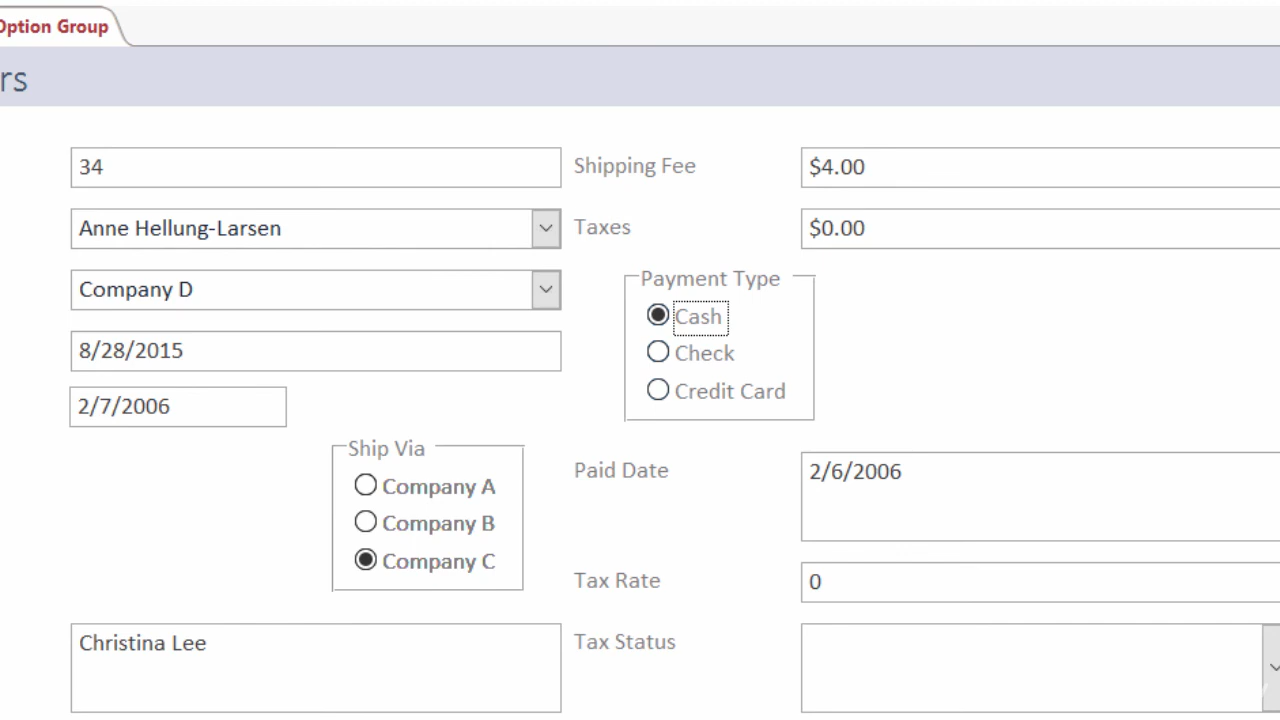 Option Group
rs
34
Shipping Fee
$4.00
Anne Hellung-Larsen
Taxes
$0.00
Company D
Payment Type
Cash
Check
Credit Card
8/28/2015
2/7/2006
Ship Via
Company A
Company B
Company C
Paid Date
2/6/2006
Tax Rate
0
Christina Lee
Tax Status